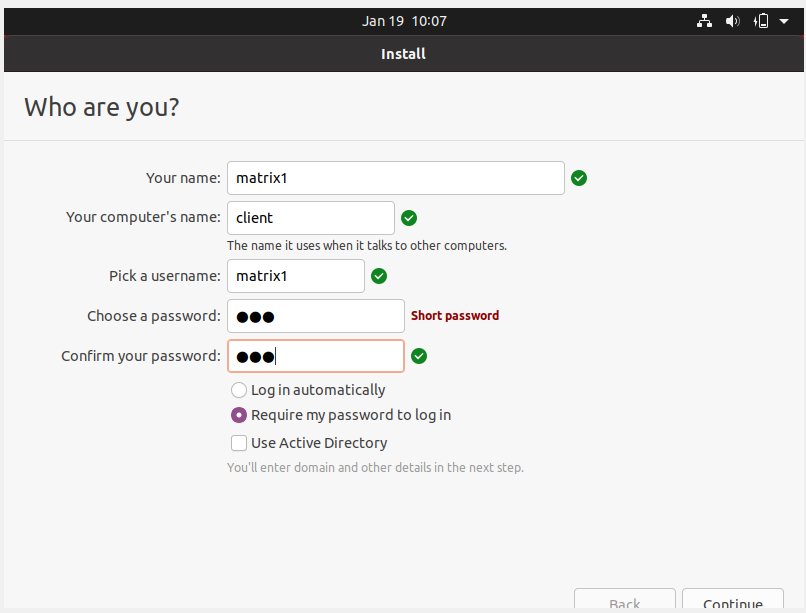 Jan 19 10:07
Install
Who are you?
Your name: matrix1
Your computer's name: client
The name it uses when it talks to other computers.
Pick a username: matrix1
Choose a password: ●●● Short password
Confirm your password: ●●●
Log in automatically
Require my password to log in
Use Active Directory
You'll enter domain and other details in the next step.
Back Continue